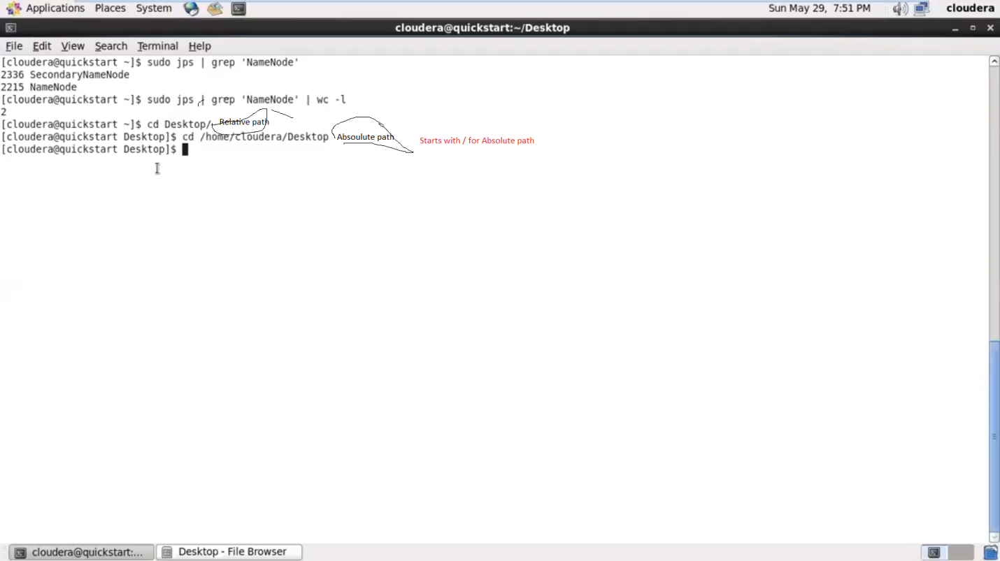 Applications Places System Sun May 29, 7:51 PM cloudera
cloudera@quickstart:~/Desktop
File Edit View Search Terminal Help
[cloudera@quickstart ~]$ sudo jps | grep 'NameNode'
2336 SecondaryNameNode
2215 NameNode
[cloudera@quickstart ~]$ sudo jps | grep 'NameNode' | wc -l
2
[cloudera@quickstart ~]$ cd Desktop/ Relative path
[cloudera@quickstart Desktop]$ cd /home/cloudera/Desktop Absoulute path Starts with / for Absolute path
[cloudera@quickstart Desktop]$
cloudera@quickstart:... Desktop - File Browser